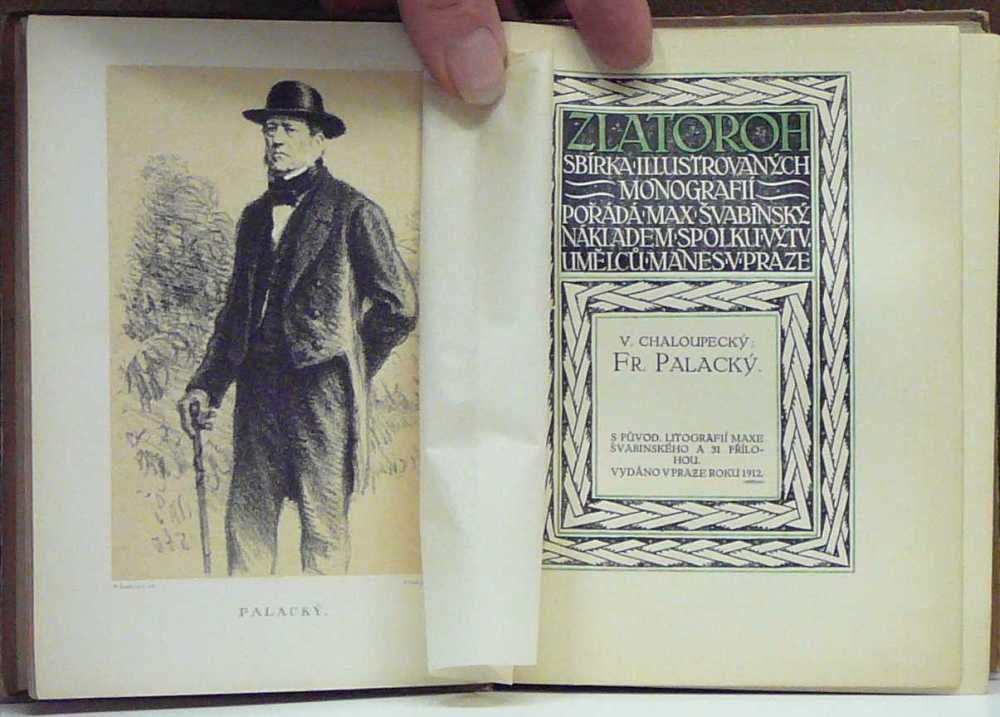 PALACKÝ.
ZLATOROH
SBÍRKA·ILLUSTROVANÝCH
MONOGRAFIÍ
POŘÁDÁ·MAX·ŠVABINSKÝ
NÁKLADEM·SPOLKU·VÝTV.
UMĚLCŮ·MÁNES·V·PRAZE
V. CHALOUPECKÝ:
FR. PALACKÝ.
S PŮVOD. LITOGRAFIÍ MAXE
ŠVABINSKÉHO A 31 PŘÍLO-
HOU.
VYDÁNO V PRAZE ROKU 1912.